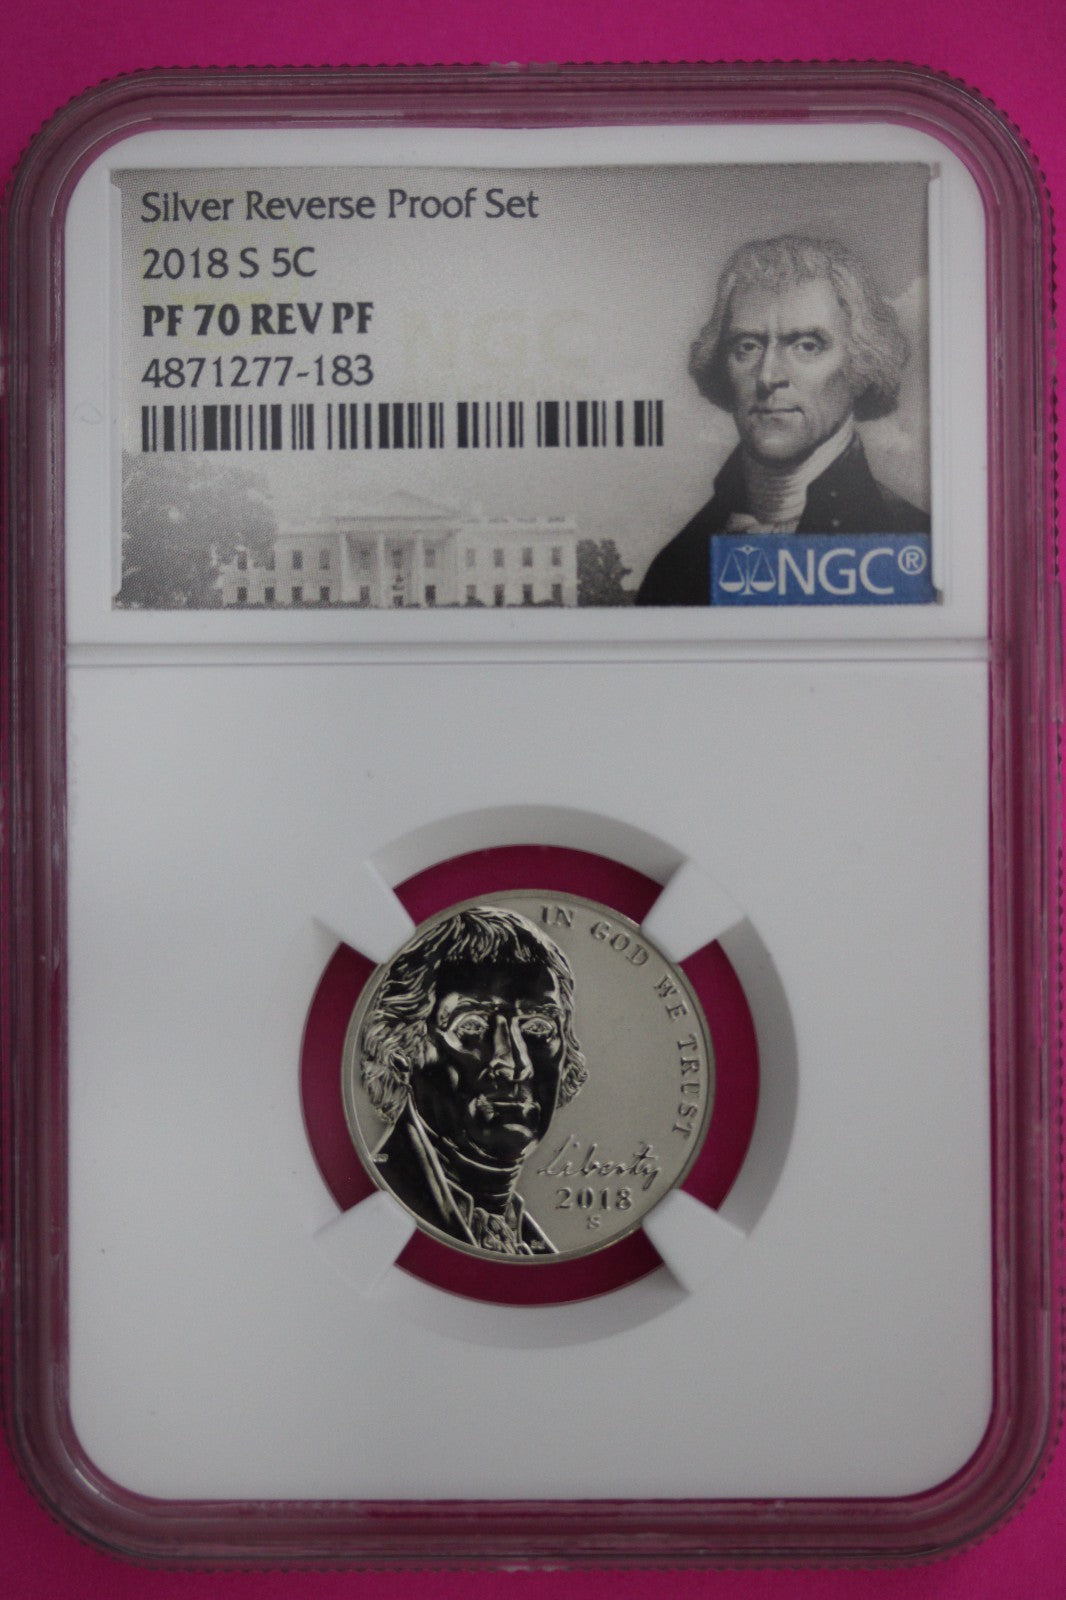 Silver Reverse Proof Set
2018 S 5C
PF 70 REV PF
4871277-183
NGC®
NGC
IN GOD WE TRUST
Liberty
2018
S